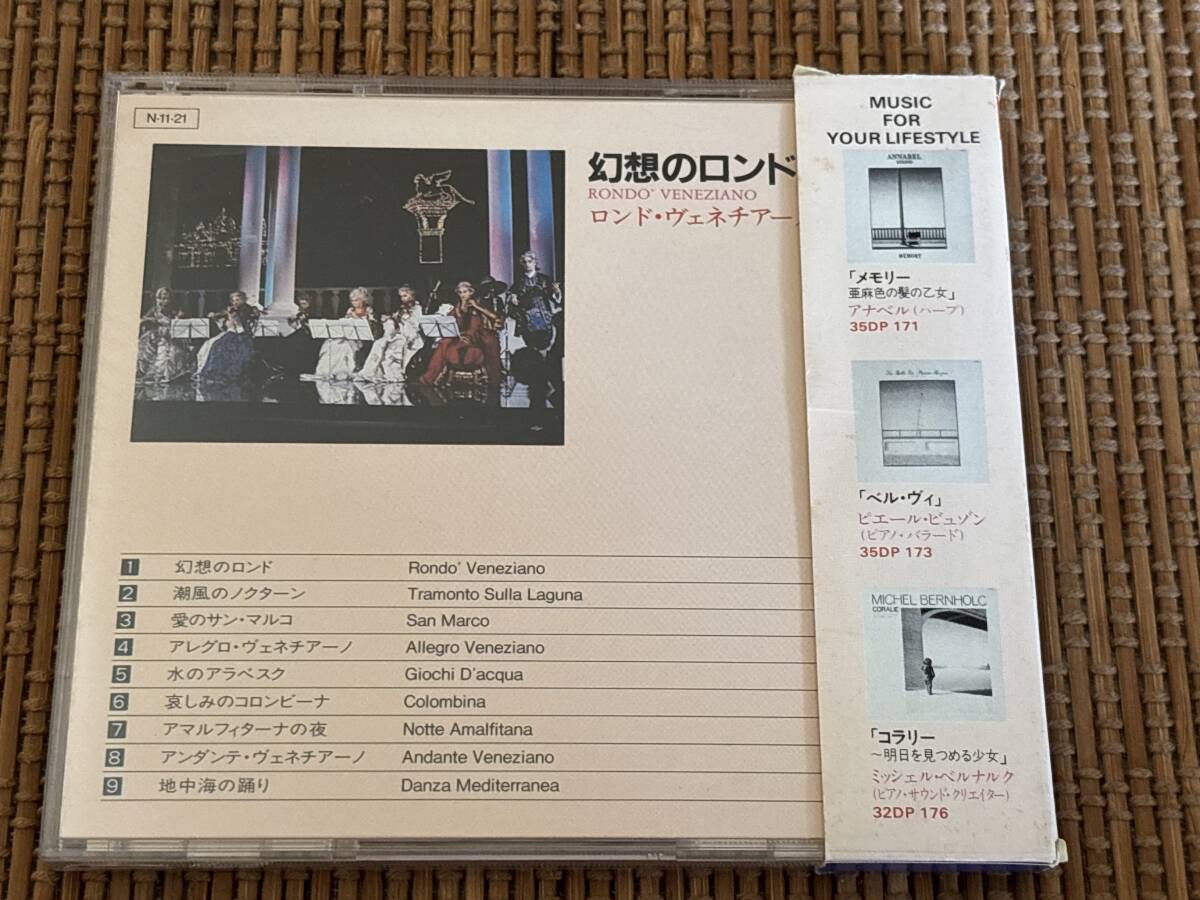 N-11-21
幻想のロンド
RONDO' VENEZIANO
ロンド・ヴェネチアー
1 幻想のロンド Rondo' Veneziano
2 潮風のノクターン Tramonto Sulla Laguna
3 愛のサン・マルコ San Marco
4 アレグロ・ヴェネチアーノ Allegro Veneziano
5 水のアラベスク Giochi D'acqua
6 哀しみのコロンビーナ Colombina
7 アマルフィターナの夜 Notte Amalfitana
8 アンダンテ・ヴェネチアーノ Andante Veneziano
9 地中海の踊り Danza Mediterranea
MUSIC
FOR
YOUR LIFESTYLE
ANNABEL
MEMORY
「メモリー
亜麻色の髪の乙女」
アナベル(ハープ)
35DP 171
「ベル・ヴィ」
ピエール・ビュゾン
(ピアノ・バラード)
35DP 173
MICHEL BERNHOLC
CORALIE
「コラリー
〜明日を見つめる少女」
ミッシェル・ベルナルク
(ピアノ・サウンド・クリエイター)
32DP 176